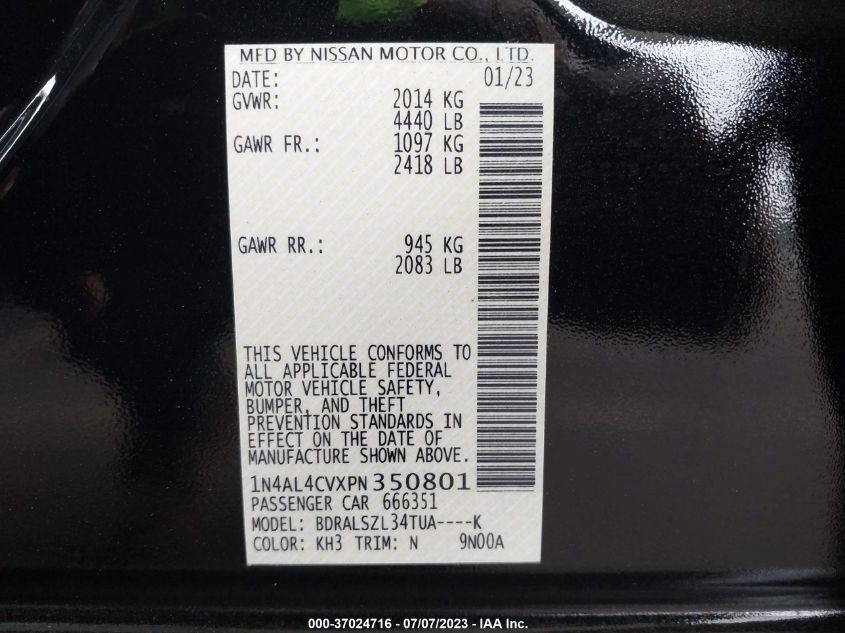 MFD BY NISSAN MOTOR CO., LTD.
DATE: 01/23
GVWR: 2014 KG
4440 LB
GAWR FR.: 1097 KG
2418 LB
GAWR RR.: 945 KG
2083 LB
THIS VEHICLE CONFORMS TO
ALL APPLICABLE FEDERAL
MOTOR VEHICLE SAFETY,
BUMPER, AND THEFT
PREVENTION STANDARDS IN
EFFECT ON THE DATE OF
MANUFACTURE SHOWN ABOVE.
1N4AL4CVXPN350801
PASSENGER CAR 666351
MODEL: BDRALSZL34TUA----K
COLOR: KH3 TRIM: N 9N00A
000-37024716 - 07/07/2023 - IAA Inc.